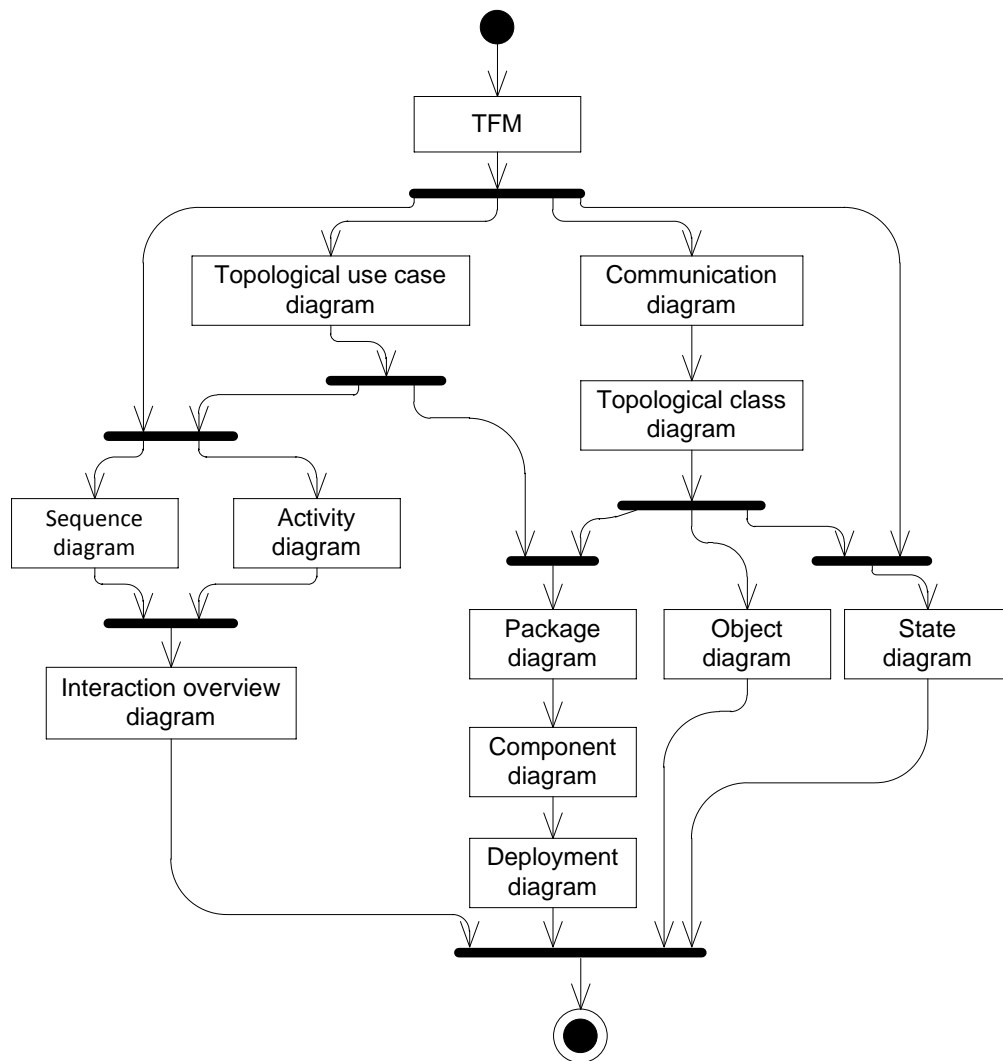 TFM
Topological use case
diagram
Communication
diagram
Topological class
diagram
Sequence
diagram
Activity
diagram
Package
diagram
Object
diagram
State
diagram
Interaction overview
diagram
Component
diagram
Deployment
diagram